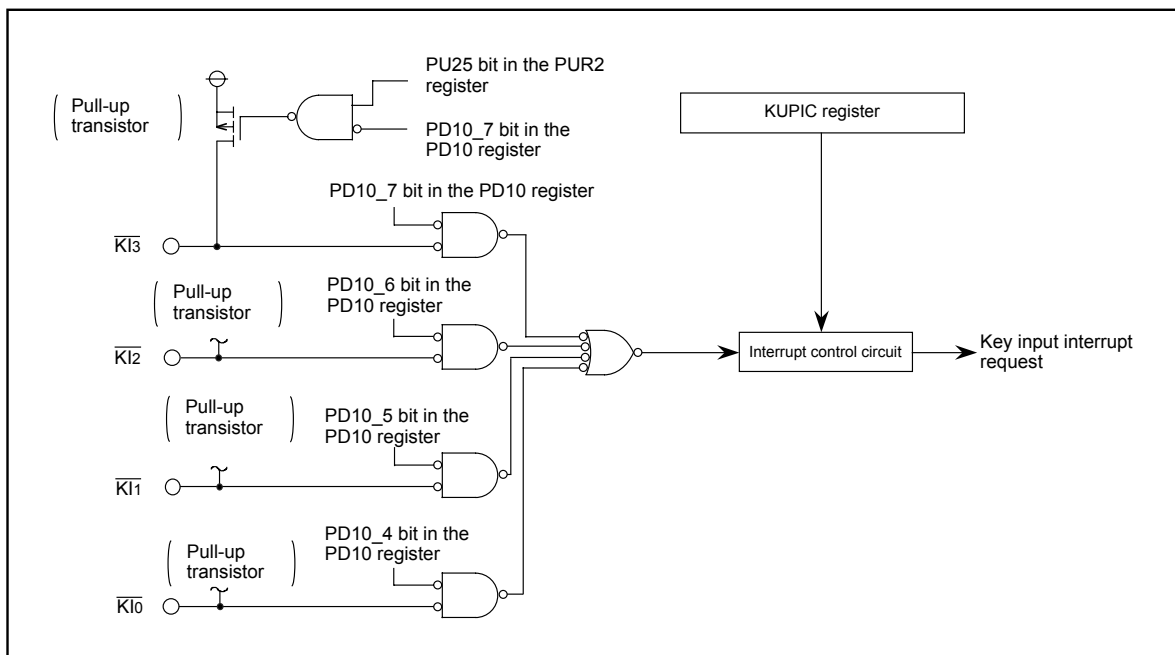 PU25 bit in the PUR2
register
Pull-up
transistor
PD10_7 bit in the
PD10 register
KUPIC register
PD10_7 bit in the PD10 register
KI3
Pull-up
transistor
PD10_6 bit in the
PD10 register
KI2
Interrupt control circuit
Key input interrupt
request
Pull-up
transistor
PD10_5 bit in the
PD10 register
KI1
PD10_4 bit in the
PD10 register
Pull-up
transistor
KI0